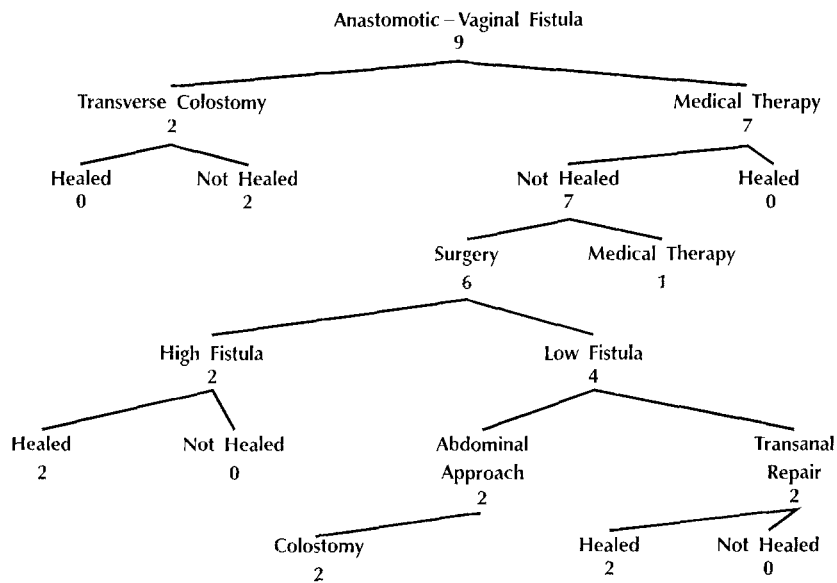 Anastomotic – Vaginal Fistula
9
Transverse Colostomy
2
Medical Therapy
7
Healed
0
Not Healed
2
Not Healed
7
Healed
0
Surgery
6
Medical Therapy
1
High Fistula
2
Low Fistula
4
Healed
2
Not Healed
0
Abdominal
Approach
2
Transanal
Repair
2
Colostomy
2
Healed
2
Not Healed
0